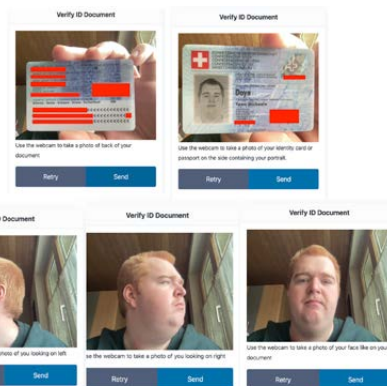 Verify ID Document
Use the webcam to take a photo of back of your
document
Retry
Send
Verify ID Document
Use the webcam to take a photo of your identity card or
passport on the side containing your portrait.
Retry
Send
D Document
photo of you looking on left
Send
Verify ID Document
se the webcam to take a photo of you looking on right
Retry
Send
Verify ID Document
Use the webcam to take a photo of your face like on you
document
Retry
Send